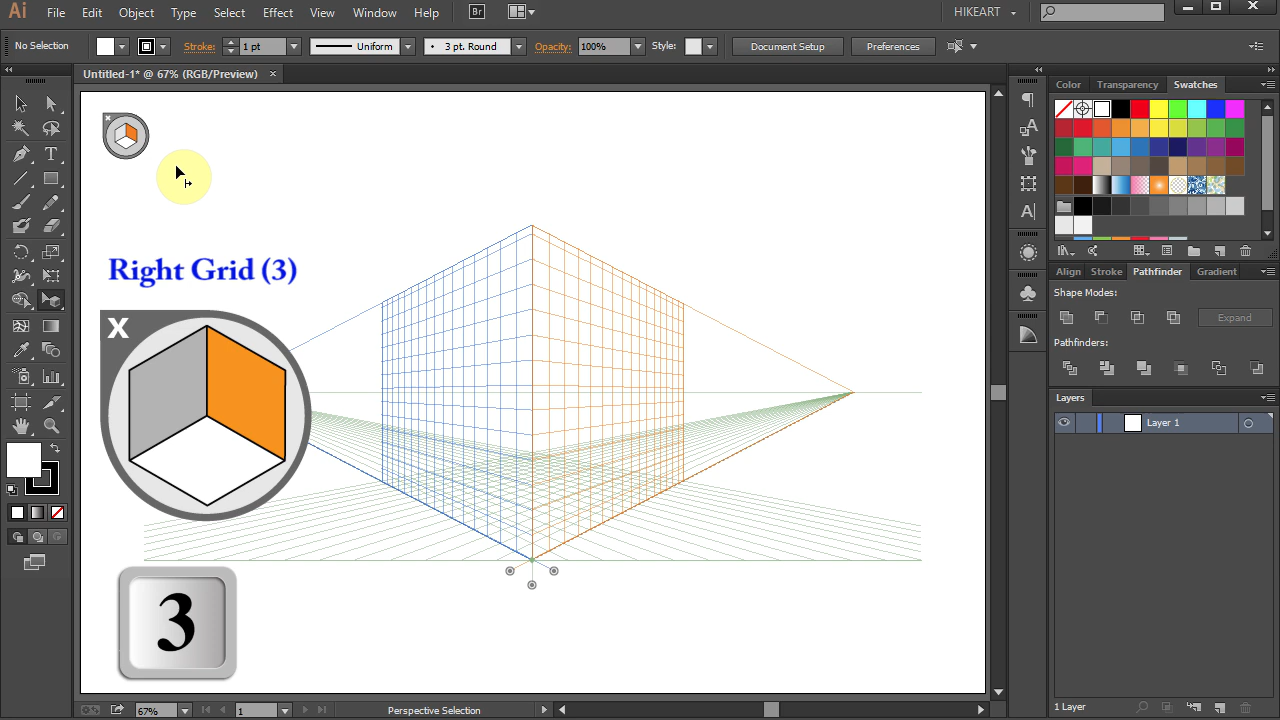 Ai File Edit Object Type Select Effect View Window Help Br HIKEART
No Selection Stroke: 1 pt Uniform 3 pt. Round Opacity: 100% Style: Document Setup Preferences
Untitled-1* @ 67% (RGB/Preview) ×
Color Transparency Swatches
Right Grid (3)
X
3
Align Stroke Pathfinder Gradient
Shape Modes:
Expand
Pathfinders:
Layers
Layer 1
1 Layer
67% 1 Perspective Selection